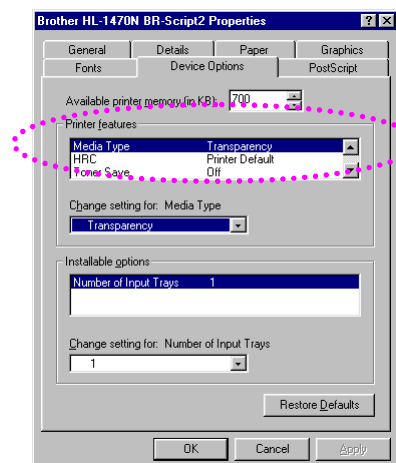 Brother HL-1470N BR-Script2 Properties
General Details Paper Graphics
Fonts Device Options PostScript
Available printer memory (in KB): 700
Printer features
Media Type Transparency
HRC Printer Default
Toner Save Off
Change setting for: Media Type
Transparency
Installable options
Number of Input Trays 1
Change setting for: Number of Input Trays
1
Restore Defaults
OK Cancel Apply